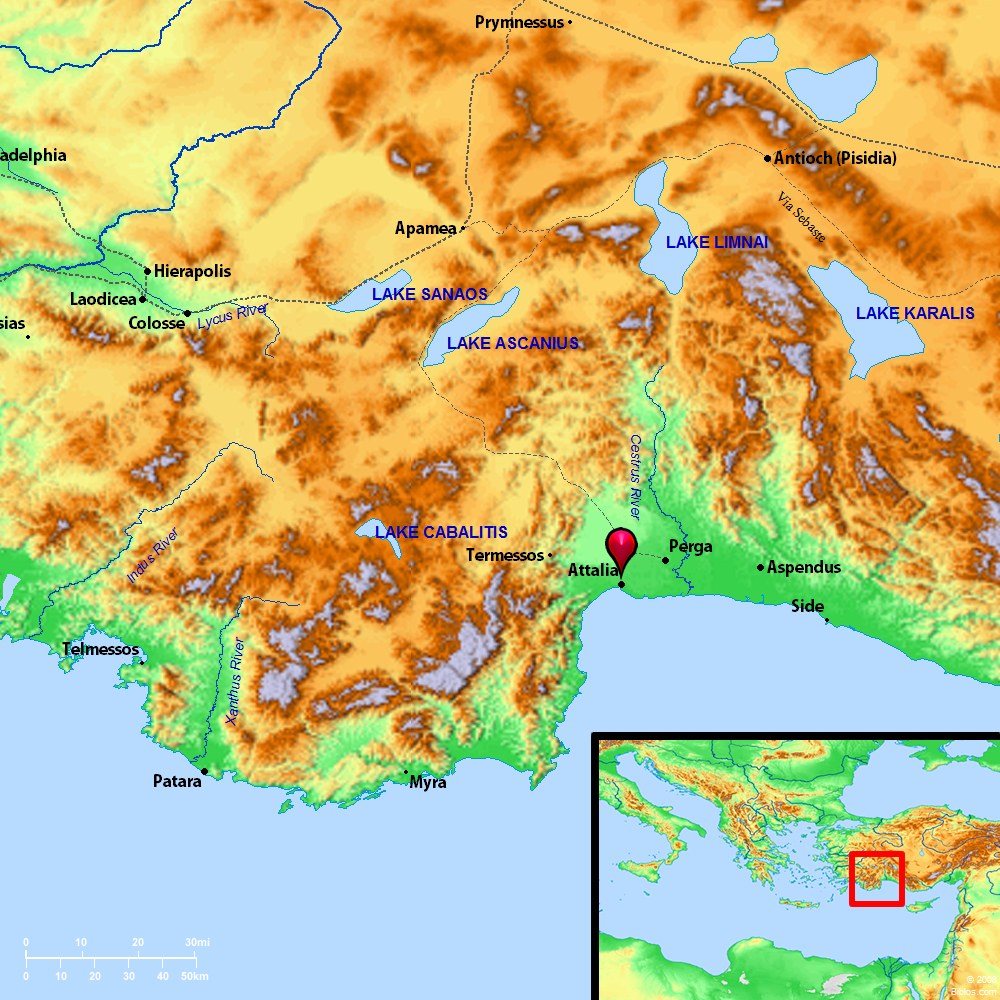 Prymnessus
adelphia
Antioch (Pisidia)
Via Sebaste
Apamea
LAKE LIMNAI
Hierapolis
LAKE SANAOS
Laodicea
Lycus River
Colosse
LAKE KARALIS
sias
LAKE ASCANIUS
Cestrus River
LAKE CABALITIS
Indus River
Termessos
Perga
Attalia
Aspendus
Side
Telmessos
Xanthus River
Patara
Myra
0 10 20 30mi
0 10 20 30 40 50km